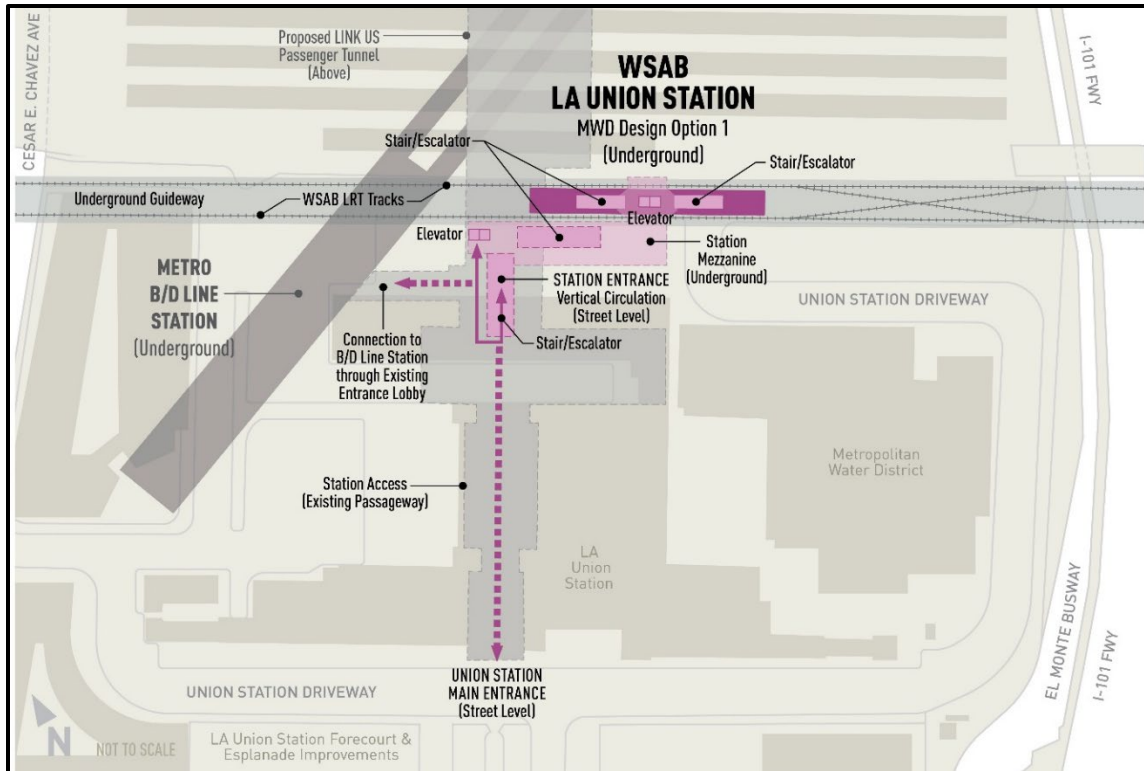 CESAR E. CHAVEZ AVE
Proposed LINK US
Passenger Tunnel
(Above)
WSAB
LA UNION STATION
MWD Design Option 1
(Underground)
I-101 FWY
Stair/Escalator
Stair/Escalator
Underground Guideway
WSAB LRT Tracks
Elevator
Elevator
Station
Mezzanine
(Underground)
METRO
B/D LINE
STATION
(Underground)
STATION ENTRANCE
Vertical Circulation
(Street Level)
UNION STATION DRIVEWAY
Connection to
B/D Line Station
through Existing
Entrance Lobby
Stair/Escalator
Metropolitan
Water District
Station Access
(Existing Passageway)
LA
Union
Station
EL MONTE BUSWAY
I-101 FWY
UNION STATION DRIVEWAY
UNION STATION
MAIN ENTRANCE
(Street Level)
N
NOT TO SCALE
LA Union Station Forecourt &
Esplanade Improvements